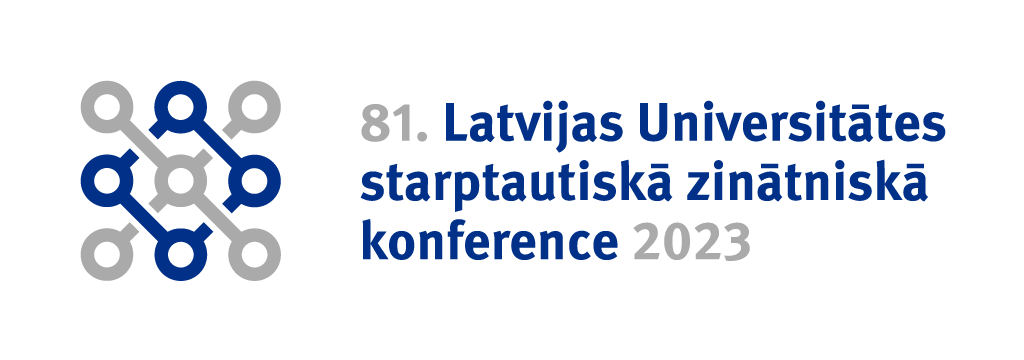 81. Latvijas Universitātes
starptautiskā zinātniskā
konference 2023